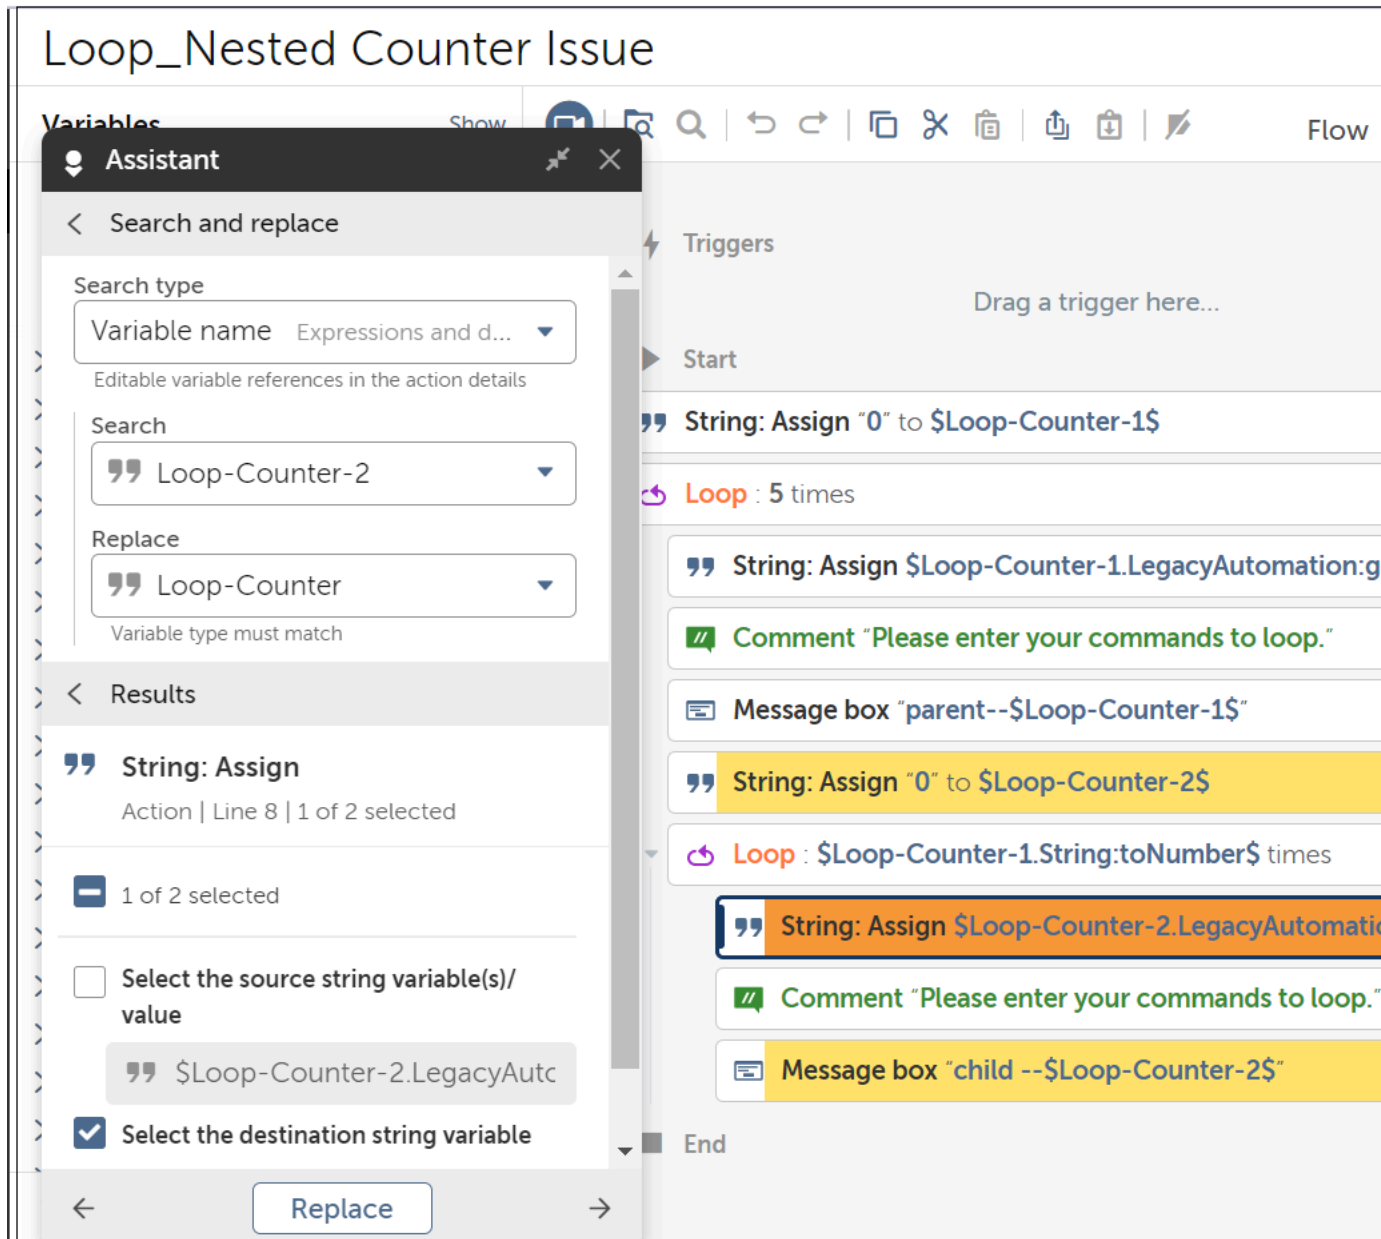 Loop_Nested Counter Issue
Variables
Show
Flow
Assistant
Search and replace
Search type
Variable name Expressions and d...
Editable variable references in the action details
Search
Loop-Counter-2
Replace
Loop-Counter
Variable type must match
Results
String: Assign
Action | Line 8 | 1 of 2 selected
1 of 2 selected
Select the source string variable(s)/
value
$Loop-Counter-2.LegacyAutc
Select the destination string variable
Replace
Triggers
Drag a trigger here...
Start
String: Assign “0” to $Loop-Counter-1$
Loop : 5 times
String: Assign $Loop-Counter-1.LegacyAutomation:g
Comment “Please enter your commands to loop.”
Message box “parent--$Loop-Counter-1$”
String: Assign “0” to $Loop-Counter-2$
Loop : $Loop-Counter-1.String:toNumber$ times
String: Assign $Loop-Counter-2.LegacyAutomatio
Comment “Please enter your commands to loop.”
Message box “child --$Loop-Counter-2$”
End